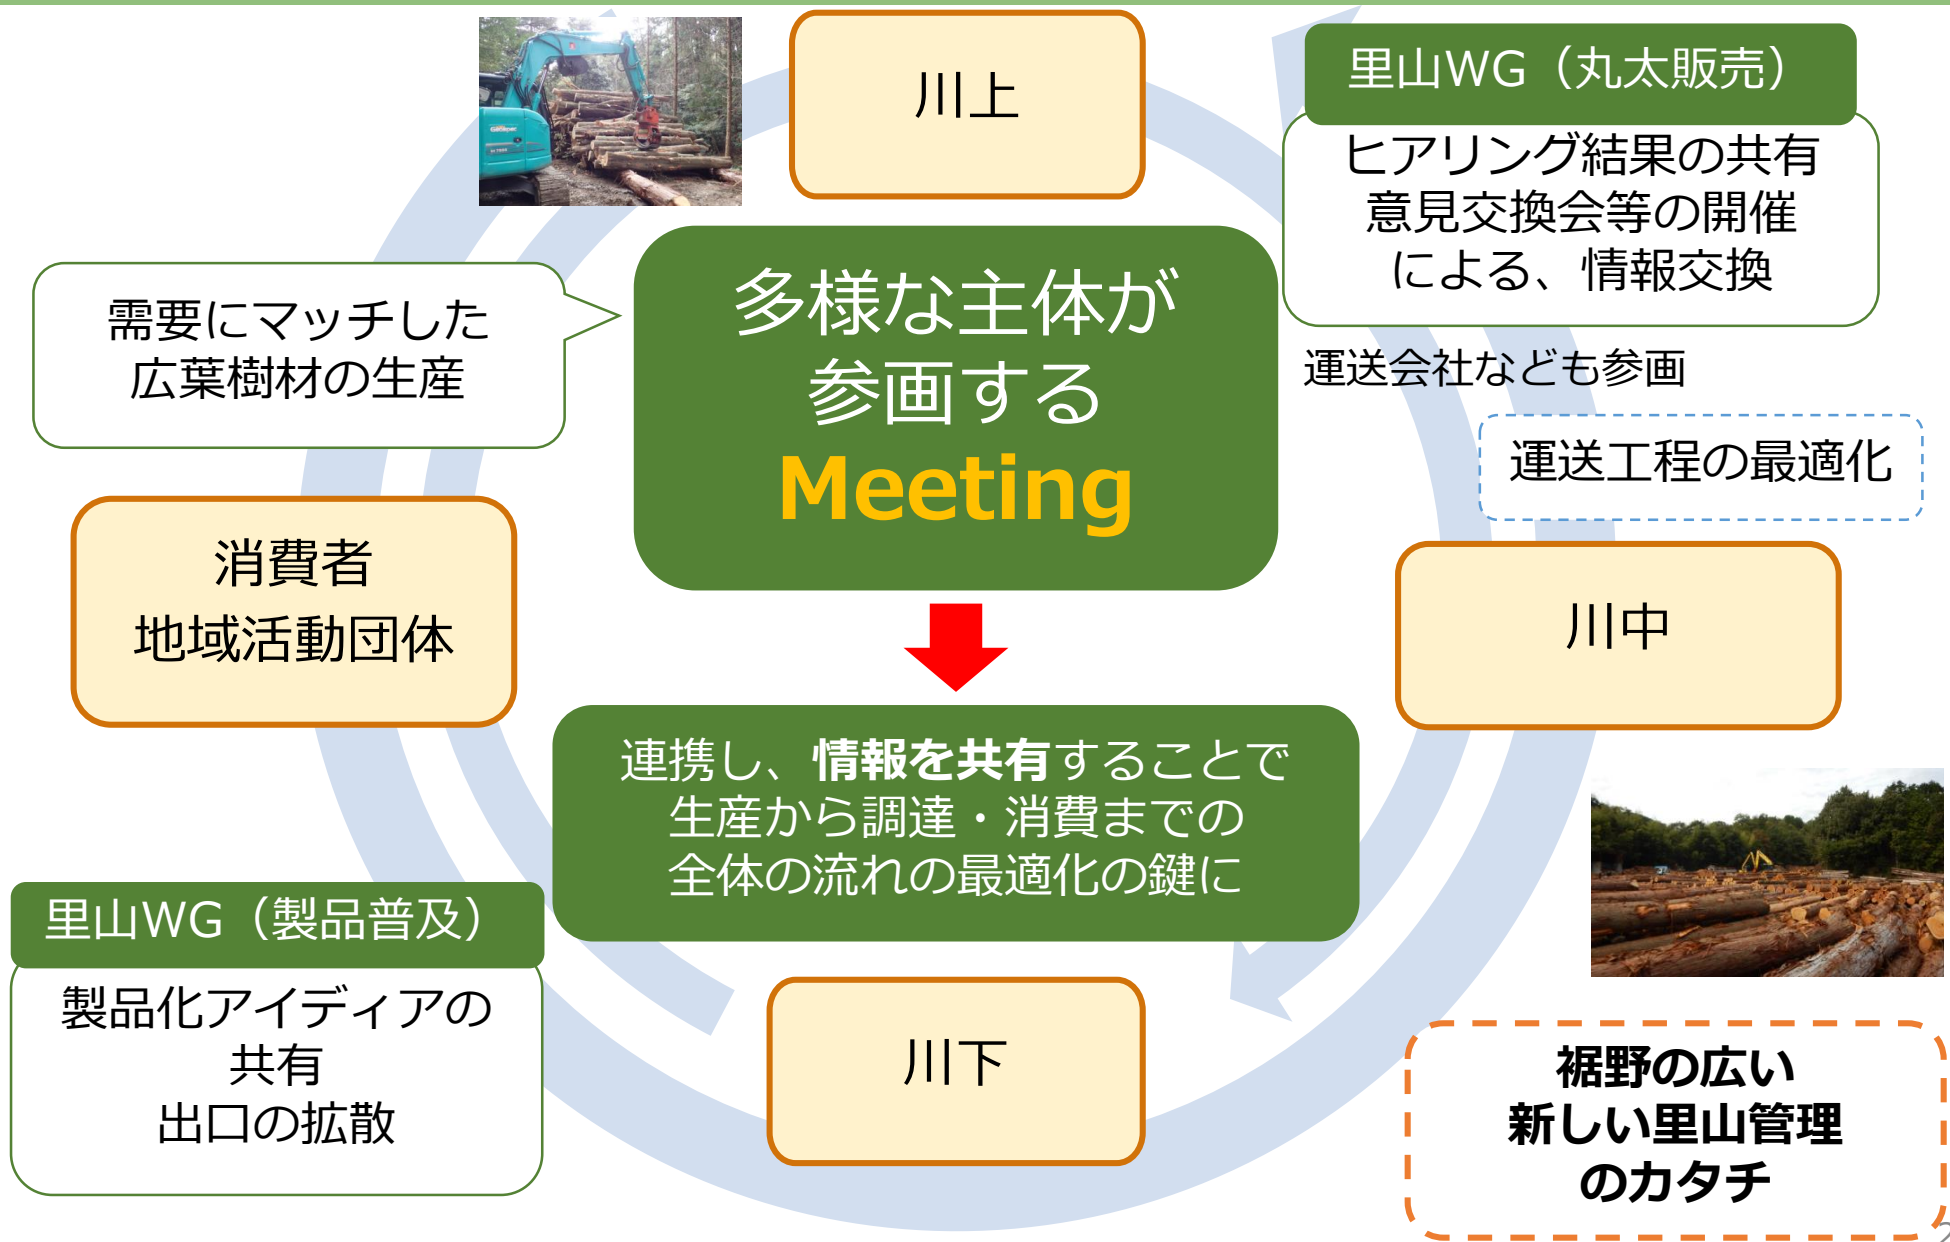 川上
里山WG（丸太販売）
ヒアリング結果の共有
意見交換会等の開催
による、情報交換
需要にマッチした
広葉樹材の生産
多様な主体が
参画する
Meeting
運送会社なども参画
運送工程の最適化
消費者
地域活動団体
川中
連携し、情報を共有することで
生産から調達・消費までの
全体の流れの最適化の鍵に
里山WG（製品普及）
製品化アイディアの
共有
出口の拡散
川下
裾野の広い
新しい里山管理
のカタチ